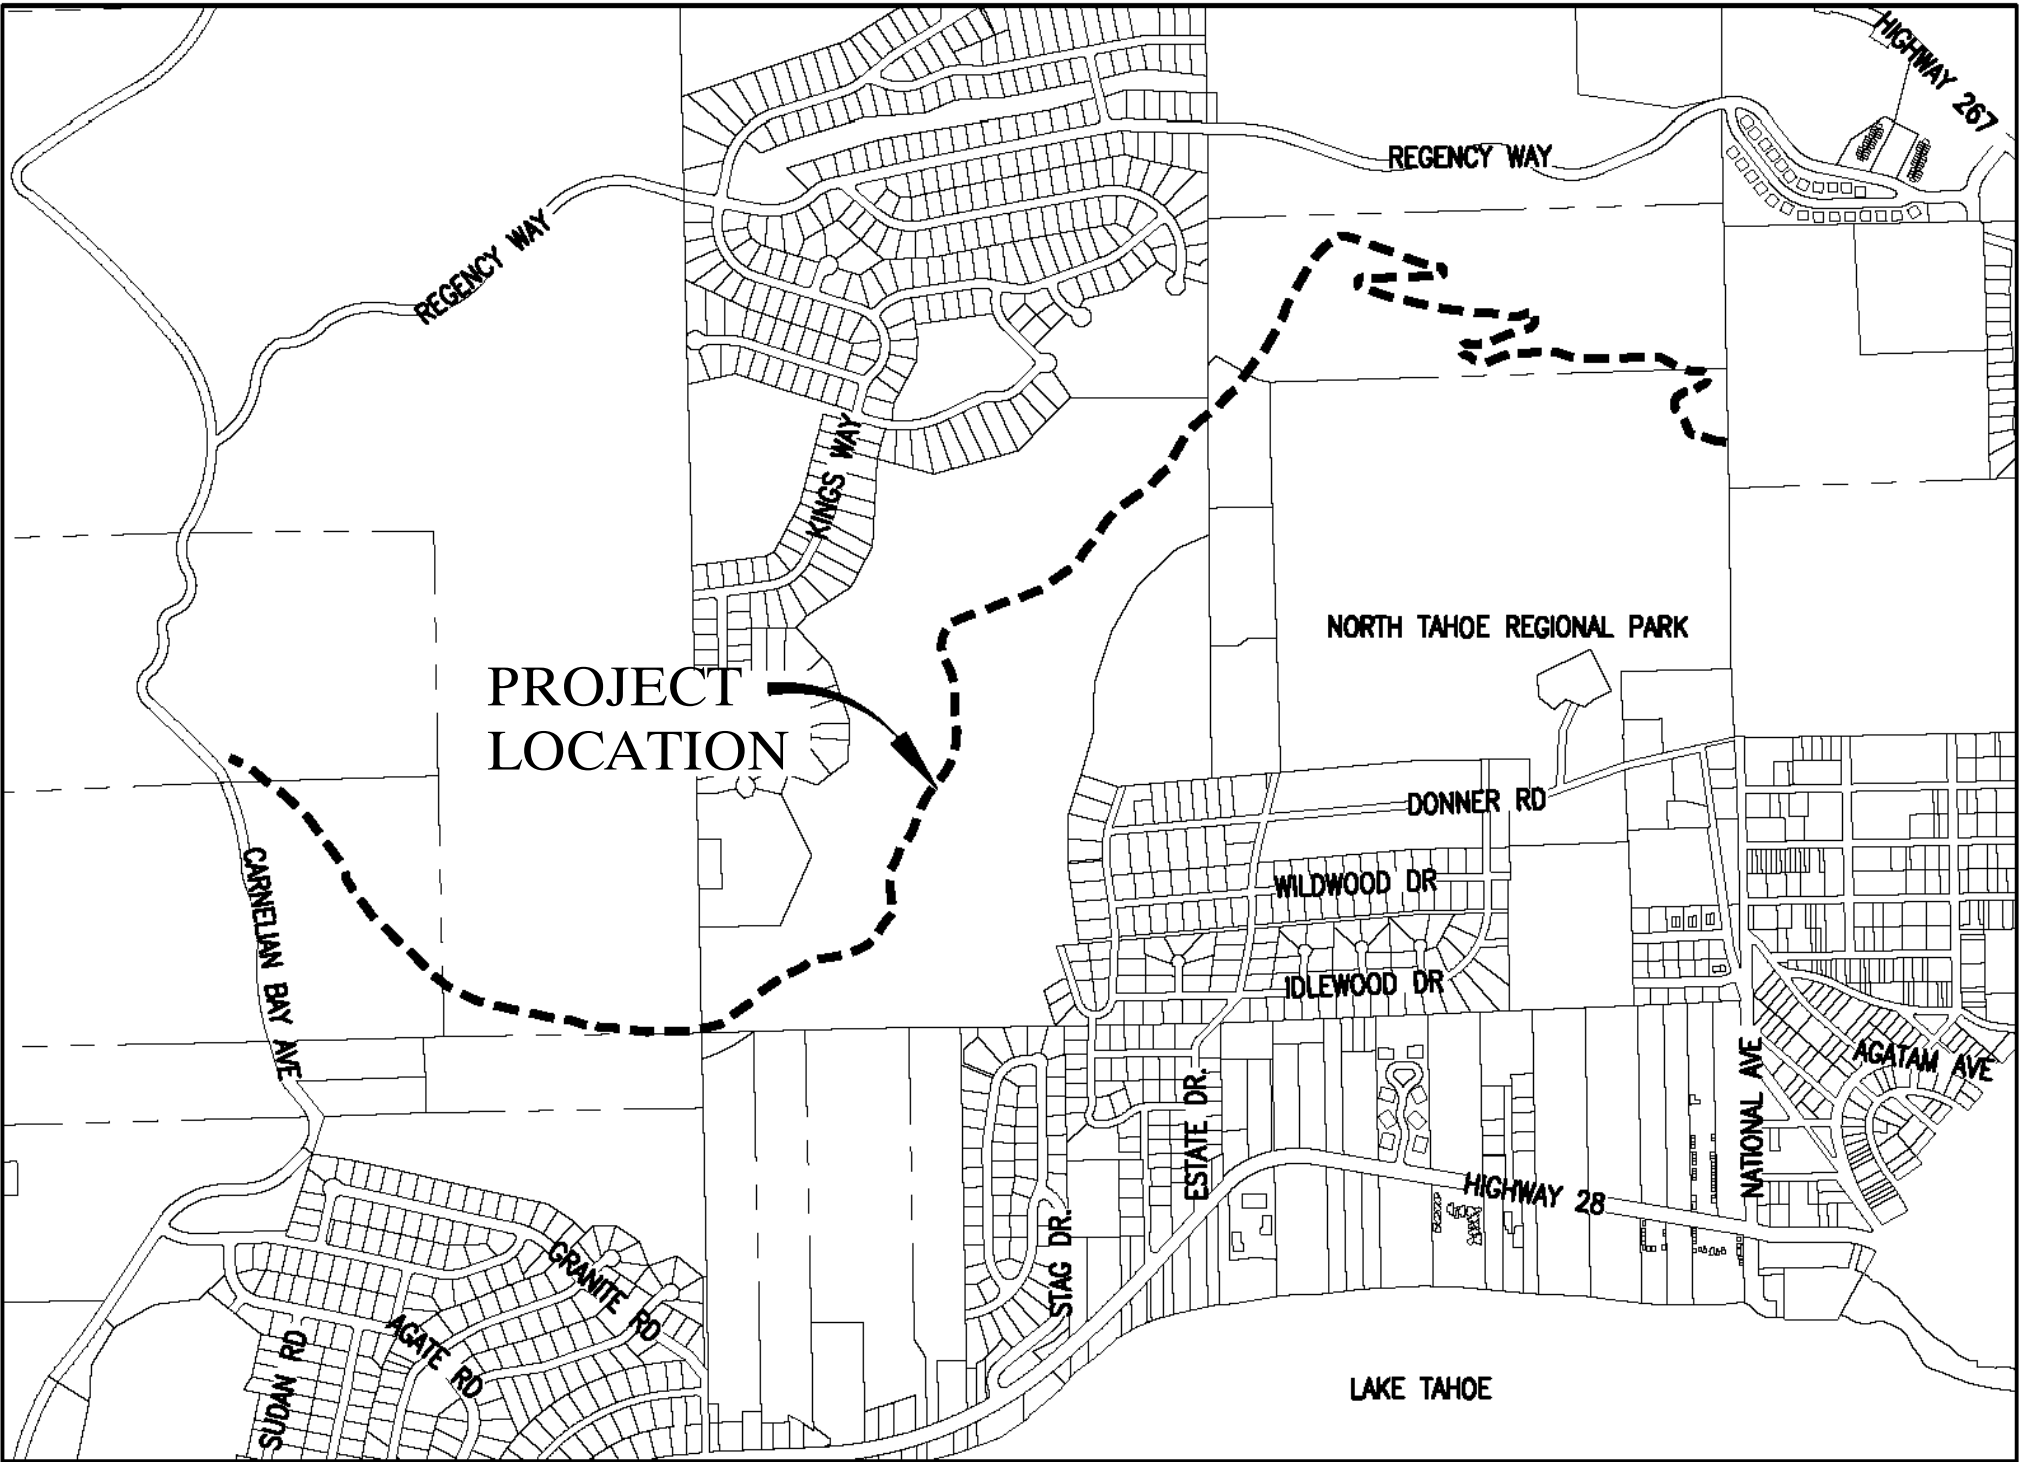 HIGHWAY 267
REGENCY WAY
REGENCY WAY
KINGS WAY
NORTH TAHOE REGIONAL PARK
PROJECT
LOCATION
DONNER RD
CARNELIAN BAY AVE
WILDWOOD DR
IDLEWOOD DR
AGATAM AVE
NATIONAL AVE
ESTATE DR.
HIGHWAY 28
STAG DR.
GRANITE RD
AGATE RD
SUDAN RD
LAKE TAHOE